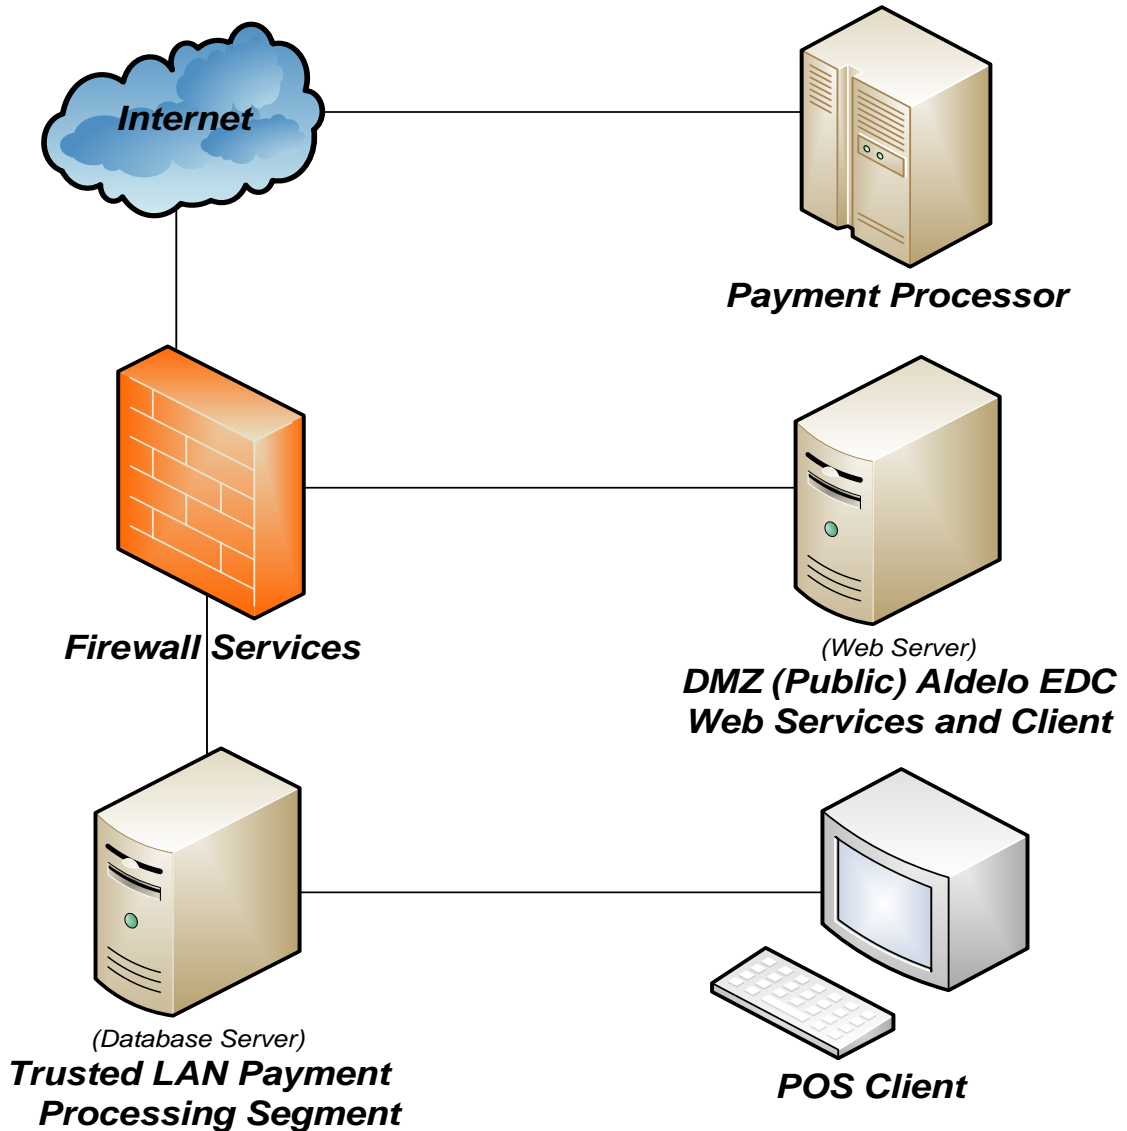 Internet
Payment Processor
Firewall Services
(Web Server)
DMZ (Public) Aldelo EDC
Web Services and Client
(Database Server)
Trusted LAN Payment
Processing Segment
POS Client